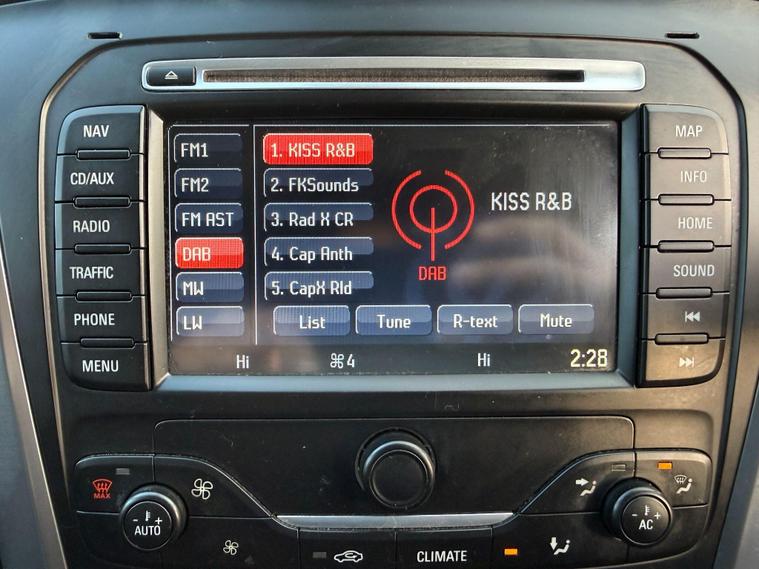 NAV
CD/AUX
RADIO
TRAFFIC
PHONE
MENU
FM1
FM2
FM AST
DAB
MW
LW
1. KISS R&B
2. FKSounds
3. Rad X CR
4. Cap Anth
5. CapX Rld
DAB
KISS R&B
List Tune R-text Mute
Hi 4 Hi 2:28
MAP
INFO
HOME
SOUND
MAX
- +
AUTO
CLIMATE
- +
AC